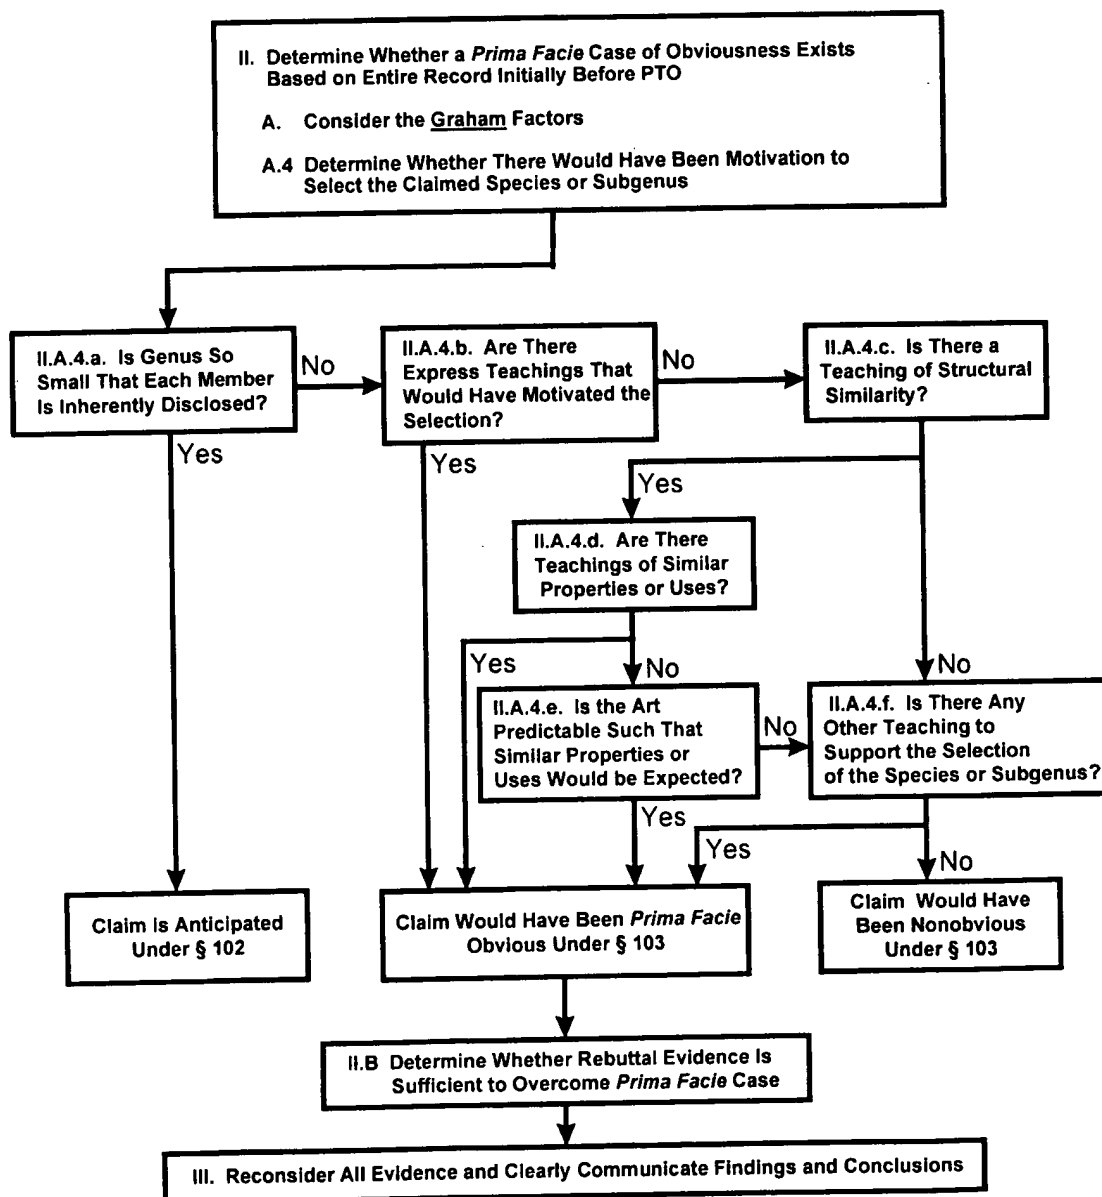 II. Determine Whether a Prima Facie Case of Obviousness Exists
Based on Entire Record Initially Before PTO
A. Consider the Graham Factors
A.4 Determine Whether There Would Have Been Motivation to
Select the Claimed Species or Subgenus
II.A.4.a. Is Genus So
Small That Each Member
Is Inherently Disclosed?
No
II.A.4.b. Are There
Express Teachings That
Would Have Motivated the
Selection?
No
II.A.4.c. Is There a
Teaching of Structural
Similarity?
Yes
Yes
Yes
II.A.4.d. Are There
Teachings of Similar
Properties or Uses?
Yes
No
No
II.A.4.e. Is the Art
Predictable Such That
Similar Properties or
Uses Would be Expected?
No
II.A.4.f. Is There Any
Other Teaching to
Support the Selection
of the Species or Subgenus?
Yes
Yes
No
Claim Is Anticipated
Under § 102
Claim Would Have Been Prima Facie
Obvious Under § 103
Claim Would Have
Been Nonobvious
Under § 103
II.B Determine Whether Rebuttal Evidence Is
Sufficient to Overcome Prima Facie Case
III. Reconsider All Evidence and Clearly Communicate Findings and Conclusions